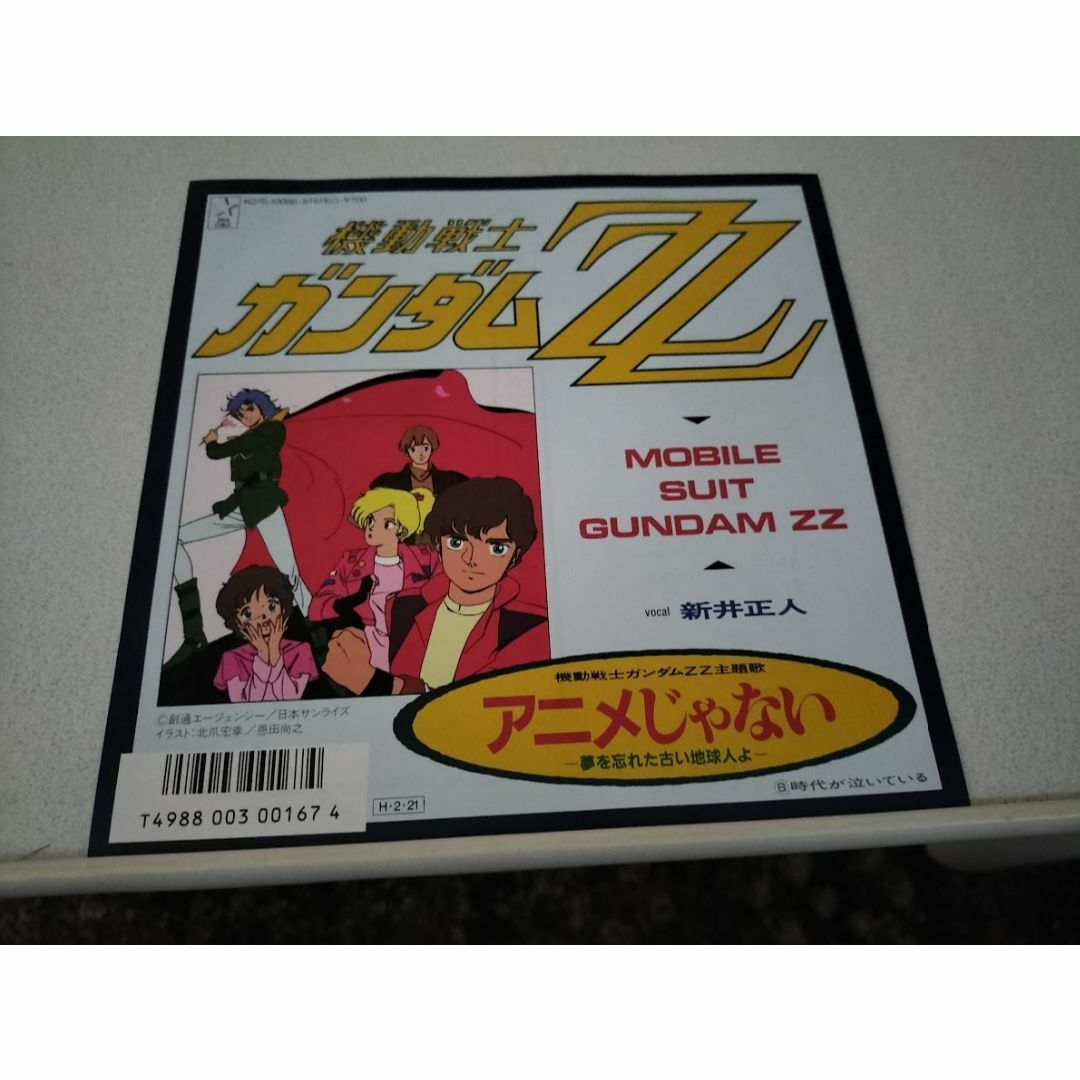 K07S-10086・STEREO・¥700
機動戦士
ガンダムZZ
MOBILE
SUIT
GUNDAM ZZ
vocal 新井正人
機動戦士ガンダムZZ主題歌
アニメじゃない
―夢を忘れた古い地球人よ―
Ⓑ時代が泣いている
©創通エージェンシー/日本サンライズ
イラスト:北爪宏幸/恩田尚之
T4988 003 00167 4
H・2・21